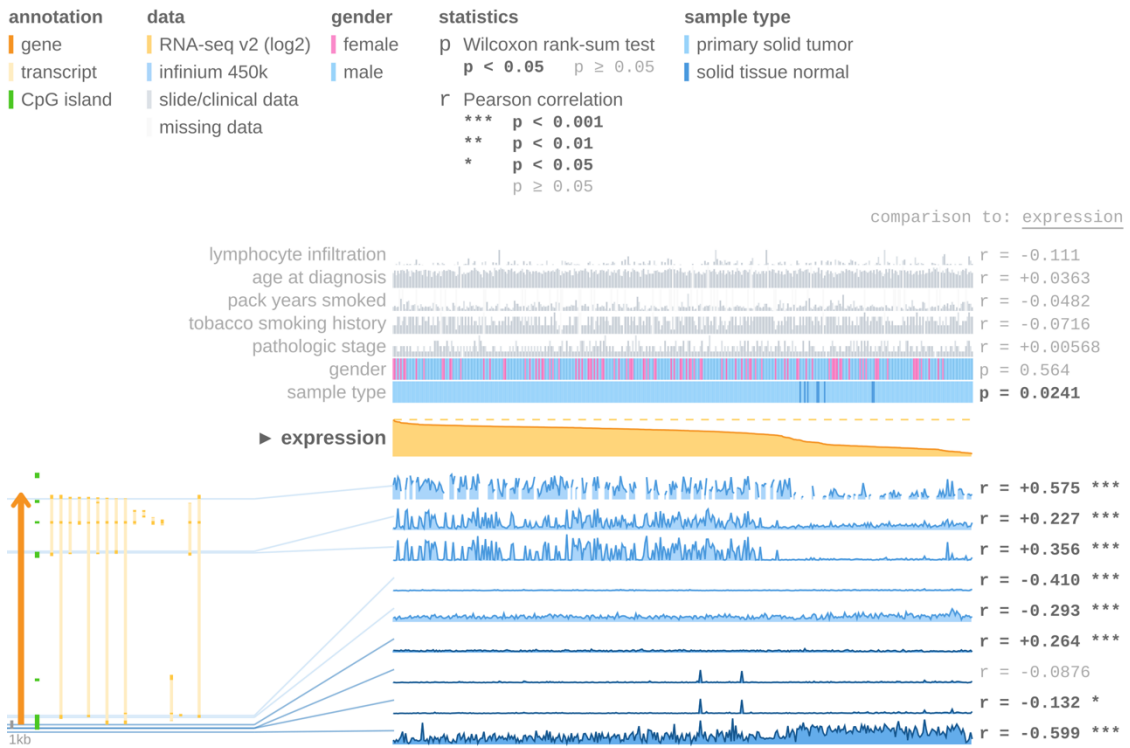 annotation data gender statistics sample type
gene RNA-seq v2 (log2) female p Wilcoxon rank-sum test primary solid tumor
transcript infinium 450k male p < 0.05 p ≥ 0.05 solid tissue normal
CpG island slide/clinical data r Pearson correlation
missing data *** p < 0.001
** p < 0.01
* p < 0.05
p ≥ 0.05
comparison to: expression
lymphocyte infiltration r = -0.111
age at diagnosis r = +0.0363
pack years smoked r = -0.0482
tobacco smoking history r = -0.0716
pathologic stage r = +0.00568
gender p = 0.564
sample type p = 0.0241
► expression
r = +0.575 ***
r = +0.227 ***
r = +0.356 ***
r = -0.410 ***
r = -0.293 ***
r = +0.264 ***
r = -0.0876
r = -0.132 *
r = -0.599 ***
1kb